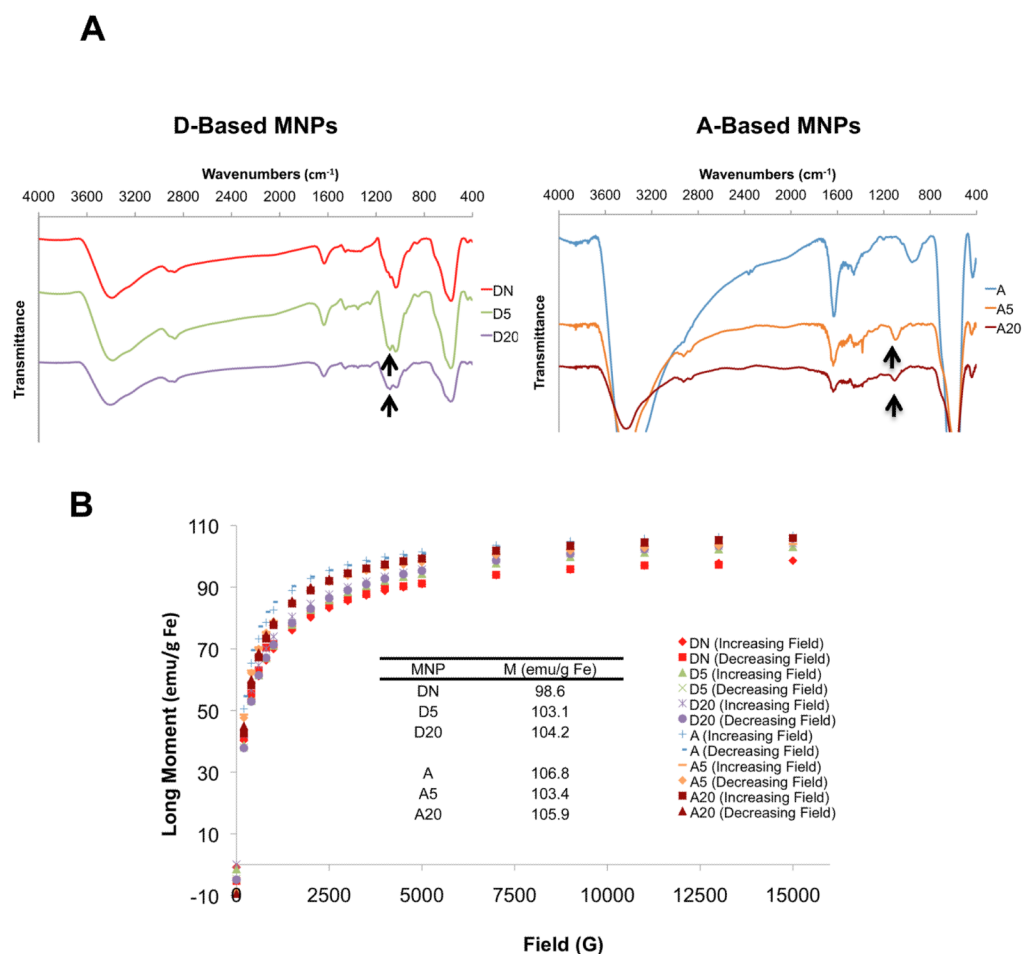 A
D-Based MNPs
Wavenumbers (cm-1)
4000 3600 3200 2800 2400 2000 1600 1200 800 400
Transmittance
DN
D5
D20
A-Based MNPs
Wavenumbers (cm-1)
4000 3600 3200 2800 2400 2000 1600 1200 800 400
Transmittance
A
A5
A20
B
Long Moment (emu/g Fe)
110
90
70
50
30
10
-10
0 2500 5000 7500 10000 12500 15000
Field (G)
MNP M (emu/g Fe)
DN 98.6
D5 103.1
D20 104.2
A 106.8
A5 103.4
A20 105.9
DN (Increasing Field)
DN (Decreasing Field)
D5 (Increasing Field)
D5 (Decreasing Field)
D20 (Increasing Field)
D20 (Decreasing Field)
A (Increasing Field)
A (Decreasing Field)
A5 (Increasing Field)
A5 (Decreasing Field)
A20 (Increasing Field)
A20 (Decreasing Field)